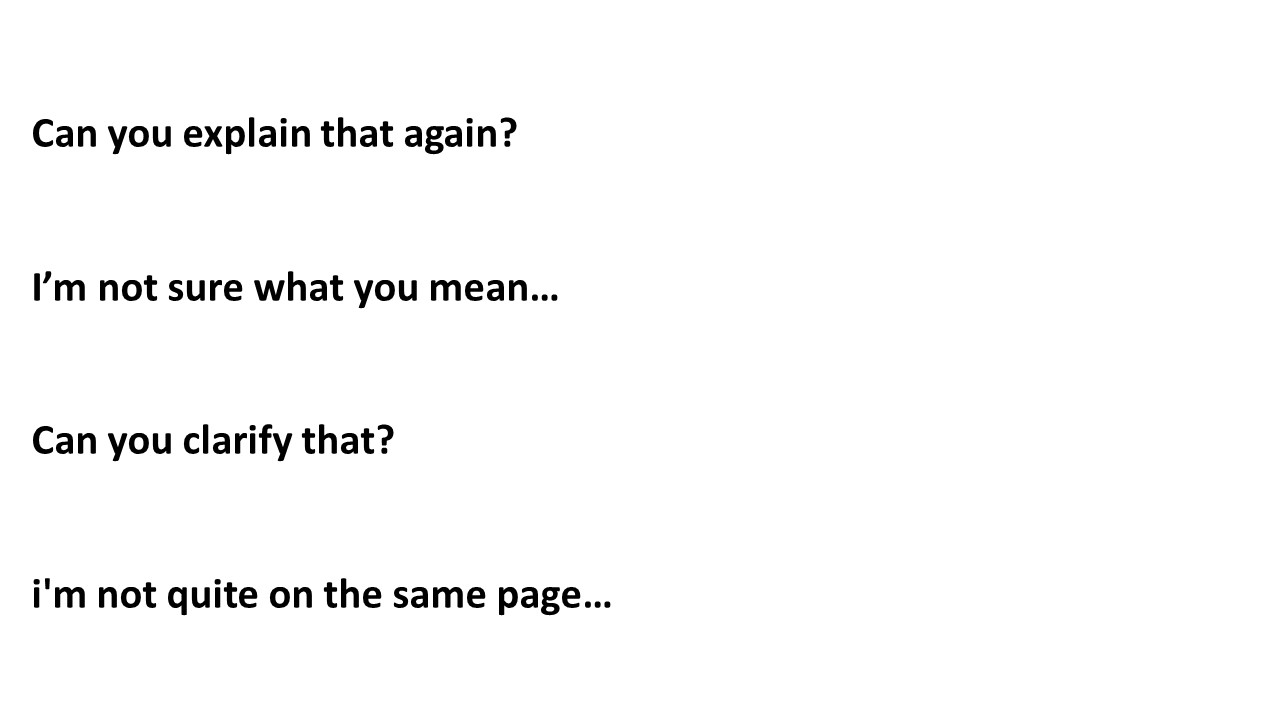 Can you explain that again?
I’m not sure what you mean…
Can you clarify that?
i'm not quite on the same page…